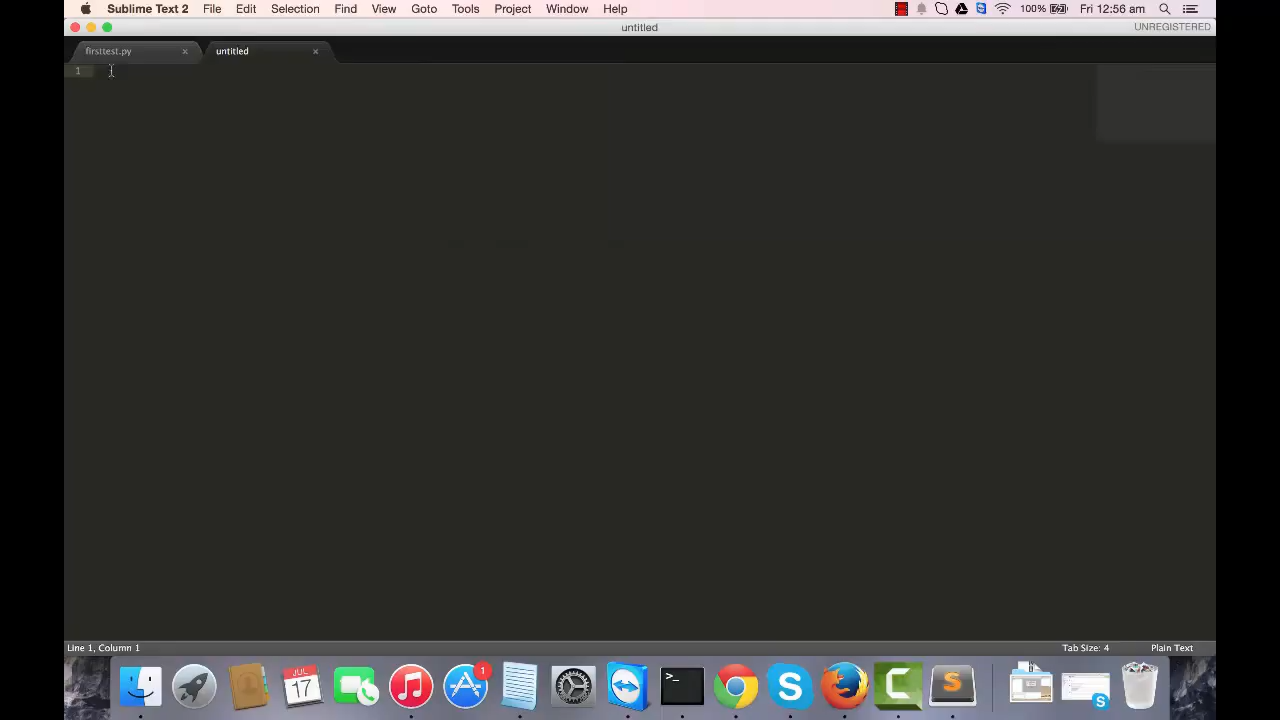 Sublime Text 2 File Edit Selection Find View Goto Tools Project Window Help 100% Fri 12:56 am
untitled UNREGISTERED
firsttest.py × untitled ×
1
Line 1, Column 1 Tab Size: 4 Plain Text
JUL
17
1
>_
S
S
C
S